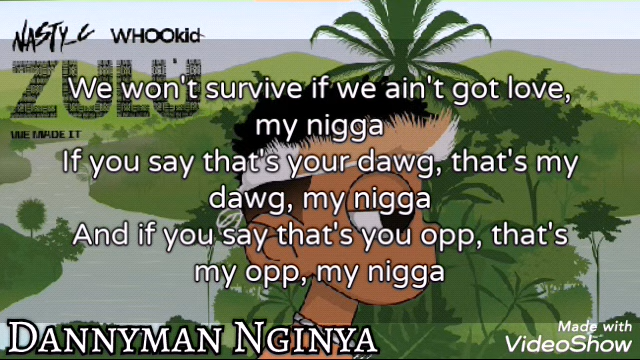 NASTY_C WHOOkid
ZULU
WE MADE IT
We won't survive if we ain't got love,
my nigga
If you say that's your dawg, that's my
dawg, my nigga
And if you say that's you opp, that's
my opp, my nigga
DANNYMAN NGINYA
Made with
VideoShow